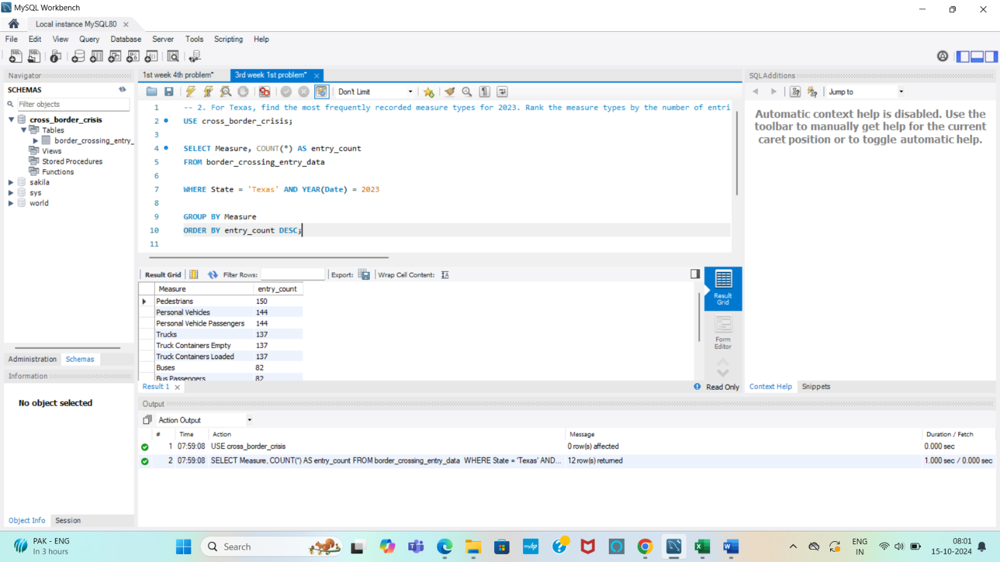 MySQL Workbench
Local instance MySQL80
File Edit View Query Database Server Tools Scripting Help
Navigator
SCHEMAS
Filter objects
cross_border_crisis
Tables
border_crossing_entry_
Views
Stored Procedures
Functions
sakila
sys
world
Administration Schemas
Information
No object selected
Object Info Session
1st week 4th problem* 3rd week 1st problem*
Don't Limit
1 -- 2. For Texas, find the most frequently recorded measure types for 2023. Rank the measure types by the number of entri
2 USE cross_border_crisis;
3
4 SELECT Measure, COUNT(*) AS entry_count
5 FROM border_crossing_entry_data
6
7 WHERE State = 'Texas' AND YEAR(Date) = 2023
8
9 GROUP BY Measure
10 ORDER BY entry_count DESC;
11
Result Grid Filter Rows: Export: Wrap Cell Content:
Measure entry_count
Pedestrians 150
Personal Vehicles 144
Personal Vehicle Passengers 144
Trucks 137
Truck Containers Empty 137
Truck Containers Loaded 137
Buses 82
Bus Passengers 82
Result Grid
Form Editor
Result 1
Read Only
SQLAdditions
Jump to
Automatic context help is disabled. Use the
toolbar to manually get help for the current
caret position or to toggle automatic help.
Context Help Snippets
Output
Action Output
# Time Action Message Duration / Fetch
1 07:59:08 USE cross_border_crisis 0 row(s) affected 0.000 sec
2 07:59:08 SELECT Measure, COUNT(*) AS entry_count FROM border_crossing_entry_data WHERE State = 'Texas' AND... 12 row(s) returned 1.000 sec / 0.000 sec
PAK - ENG
In 3 hours
Search
myhp
ENG
IN
08:01
15-10-2024